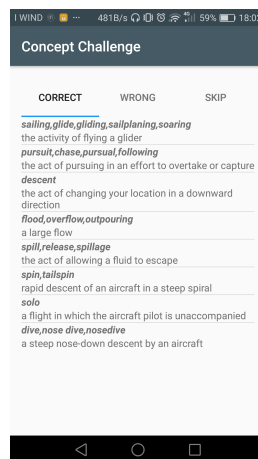 I WIND ... 481B/s 4G 59% 18:0
Concept Challenge
CORRECT WRONG SKIP
sailing,glide,gliding,sailplaning,soaring
the activity of flying a glider
pursuit,chase,pursual,following
the act of pursuing in an effort to overtake or capture
descent
the act of changing your location in a downward
direction
flood,overflow,outpouring
a large flow
spill,release,spillage
the act of allowing a fluid to escape
spin,tailspin
rapid descent of an aircraft in a steep spiral
solo
a flight in which the aircraft pilot is unaccompanied
dive,nose dive,nosedive
a steep nose-down descent by an aircraft